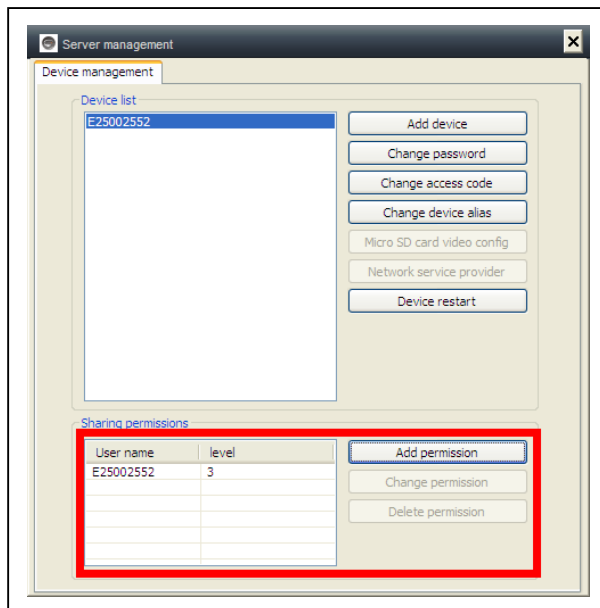 Server management
Device management
Device list
E25002552
Add device
Change password
Change access code
Change device alias
Micro SD card video config
Network service provider
Device restart
Sharing permissions
User name level
E25002552 3
Add permission
Change permission
Delete permission